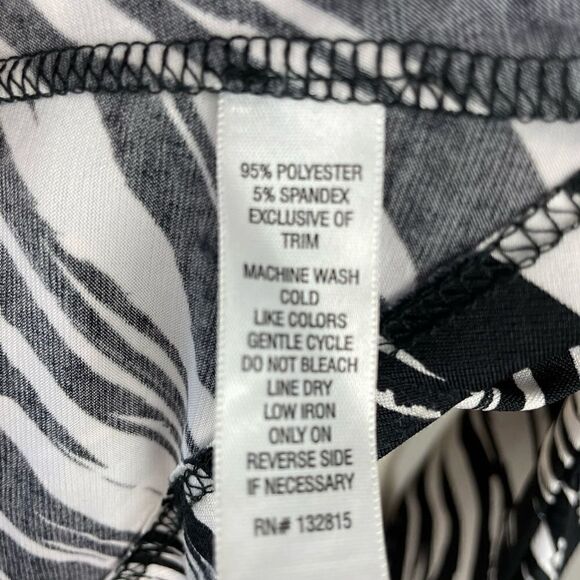 95% POLYESTER
5% SPANDEX
EXCLUSIVE OF
TRIM
MACHINE WASH
COLD
LIKE COLORS
GENTLE CYCLE
DO NOT BLEACH
LINE DRY
LOW IRON
ONLY ON
REVERSE SIDE
IF NECESSARY
RN# 132815